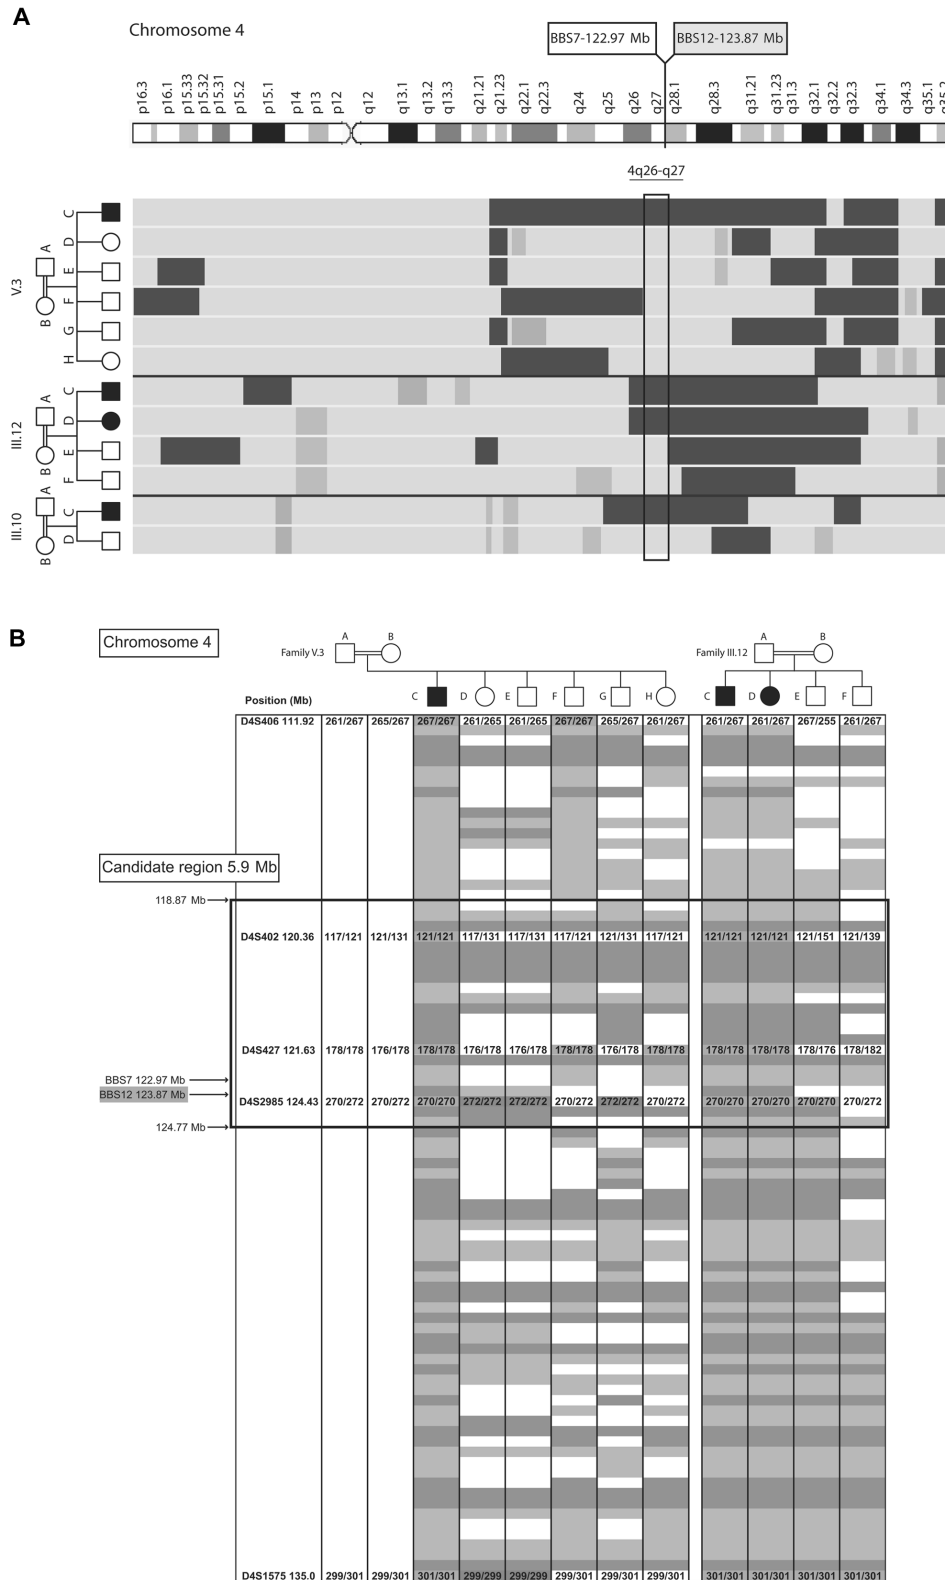 A
Chromosome 4
BBS7-122.97 Mb
BBS12-123.87 Mb
p16.3
p16.1
p15.33
p15.32
p15.31
p15.2
p15.1
p14
p13
p12
q12
q13.1
q13.2
q13.3
q21.21
q21.23
q22.1
q22.3
q24
q25
q26
q27
q28.1
q28.3
q31.21
q31.23
q31.3
q32.1
q32.2
q32.3
q34.1
q34.3
q35.1
4q26-q27
V.3
A
B
C
D
E
F
G
H
III.12
A
B
C
D
E
F
III.10
A
B
C
D
B
Chromosome 4
Family V.3
A
B
Family III.12
A
B
Position (Mb)
C D E F G H C D E F
D4S406 111.92 261/267 265/267 267/267 261/265 261/265 267/267 265/267 261/267 261/267 261/267 267/255 261/267
Candidate region 5.9 Mb
118.87 Mb
D4S402 120.36 117/121 121/131 121/121 117/131 117/131 117/121 121/131 117/121 121/121 121/121 121/151 121/139
D4S427 121.63 178/178 176/178 178/178 176/178 176/178 178/178 176/178 178/178 178/178 178/178 178/176 178/182
BBS7 122.97 Mb
BBS12 123.87 Mb
D4S2985 124.43 270/272 270/272 270/270 272/272 272/272 270/272 272/272 270/272 270/270 270/270 270/270 270/272
124.77 Mb
D4S1575 135.0 299/301 299/301 301/301 299/299 299/299 299/301 299/301 299/301 301/301 301/301 301/301 301/301